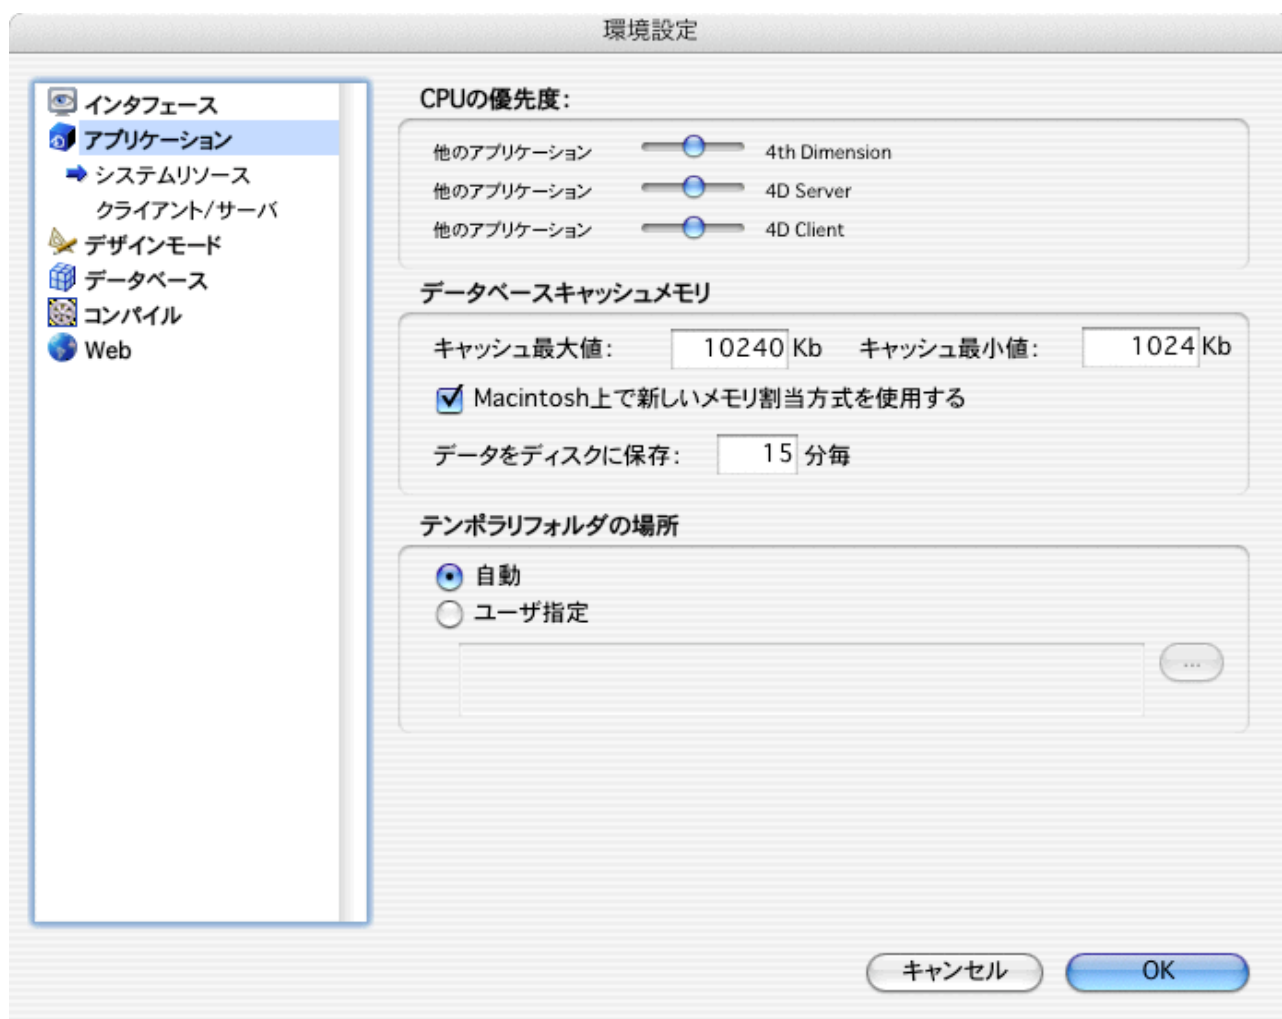 環境設定
インタフェース
アプリケーション
システムリソース
クライアント/サーバ
デザインモード
データベース
コンパイル
Web
CPUの優先度:
他のアプリケーション 4th Dimension
他のアプリケーション 4D Server
他のアプリケーション 4D Client
データベースキャッシュメモリ
キャッシュ最大値: 10240 Kb キャッシュ最小値: 1024 Kb
Macintosh上で新しいメモリ割当方式を使用する
データをディスクに保存: 15 分毎
テンポラリフォルダの場所
自動
ユーザ指定
...
キャンセル OK